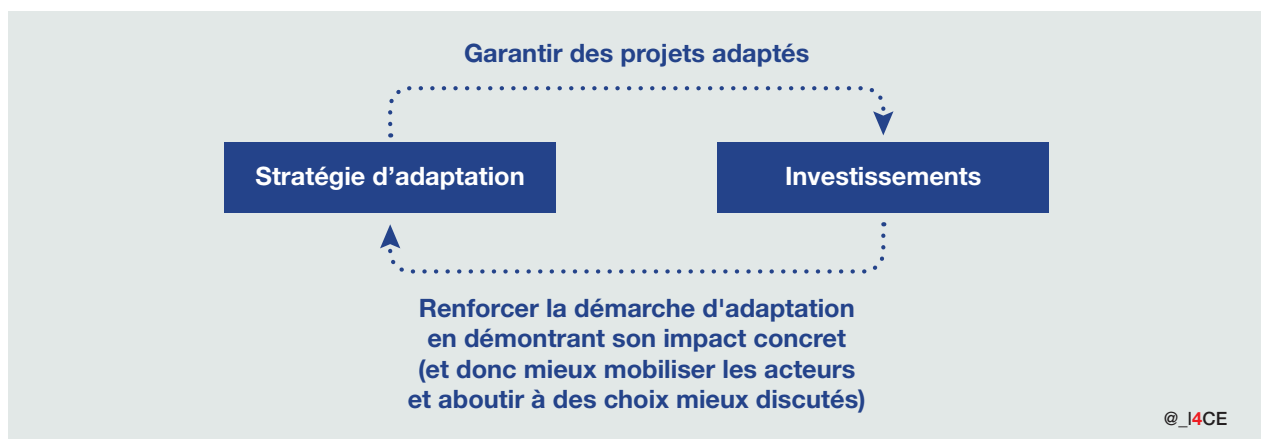 Garantir des projets adaptés
Stratégie d’adaptation
Investissements
Renforcer la démarche d'adaptation
en démontrant son impact concret
(et donc mieux mobiliser les acteurs
et aboutir à des choix mieux discutés)
@_I4CE